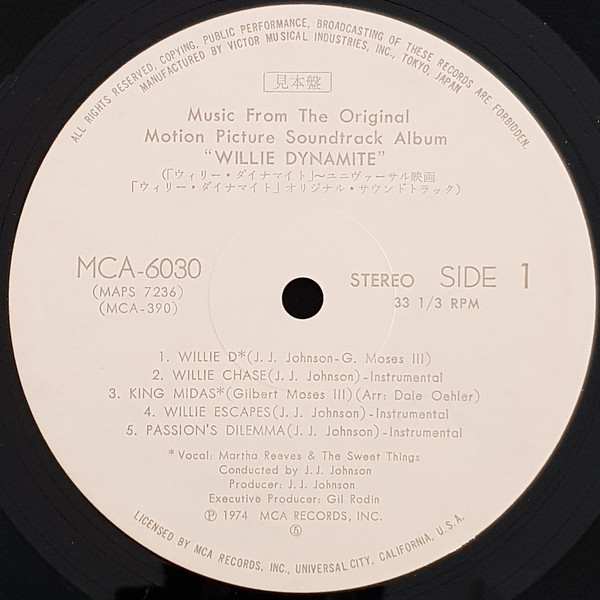 ALL RIGHTS RESERVED, COPYING, PUBLIC PERFORMANCE, BROADCASTING OF THESE RECORDS ARE FORBIDDEN.
MANUFACTURED BY VICTOR MUSICAL INDUSTRIES, INC., TOKYO, JAPAN
見本盤
Music From The Original
Motion Picture Soundtrack Album
“WILLIE DYNAMITE”
(「ウィリー・ダイナマイト」〜ユニヴァーサル映画
「ウィリー・ダイナマイト」オリジナル・サウンドトラック)
MCA-6030
(MAPS 7236)
(MCA-390)
STEREO SIDE 1
33 1/3 RPM
1. WILLIE D*(J. J. Johnson-G. Moses III)
2. WILLIE CHASE(J. J. Johnson)-Instrumental
3. KING MIDAS*(Gilbert Moses III)(Arr: Dale Oehler)
4. WILLIE ESCAPES(J. J. Johnson)-Instrumental
5. PASSION'S DILEMMA(J. J. Johnson)-Instrumental
*Vocal: Martha Reeves & The Sweet Things
Conducted by J. J. Johnson
Producer: J. J. Johnson
Executive Producer: Gil Rodin
Ⓟ 1974 MCA RECORDS, INC.
LICENSED BY MCA RECORDS, INC., UNIVERSAL CITY, CALIFORNIA, U.S.A.